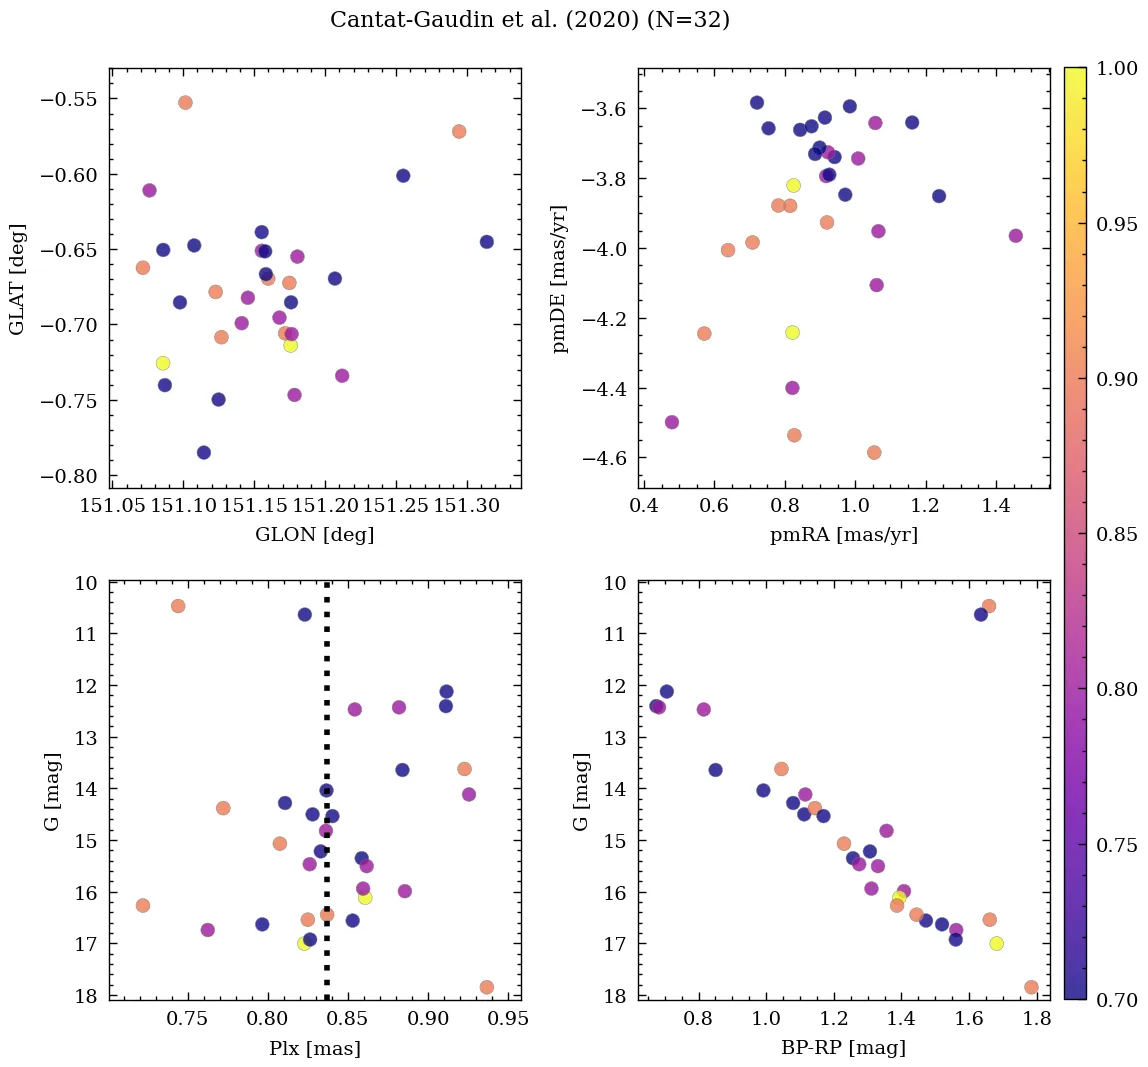 Cantat-Gaudin et al. (2020) (N=32)
−0.55
−0.60
−0.65
−0.70
−0.75
−0.80
GLAT [deg]
151.05 151.10 151.15 151.20 151.25 151.30
GLON [deg]
−3.6
−3.8
−4.0
−4.2
−4.4
−4.6
pmDE [mas/yr]
0.4 0.6 0.8 1.0 1.2 1.4
pmRA [mas/yr]
10
11
12
13
14
15
16
17
18
G [mag]
0.75 0.80 0.85 0.90 0.95
Plx [mas]
10
11
12
13
14
15
16
17
18
G [mag]
0.8 1.0 1.2 1.4 1.6 1.8
BP-RP [mag]
1.00
0.95
0.90
0.85
0.80
0.75
0.70